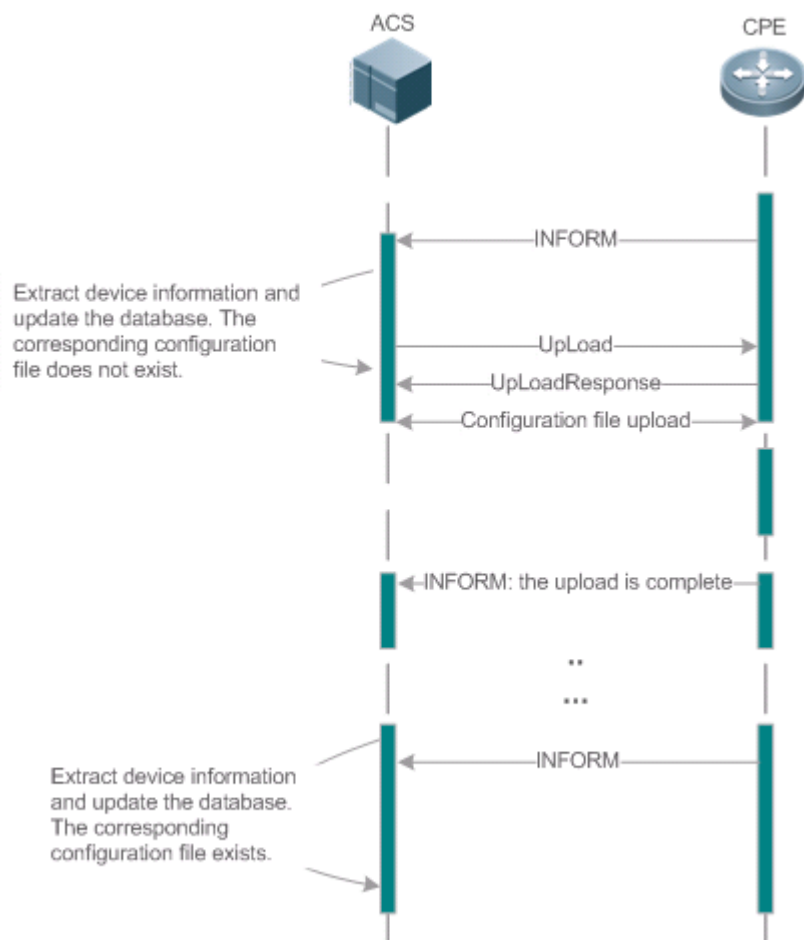 ACS
CPE
INFORM
Extract device information and
update the database. The
corresponding configuration
file does not exist.
UpLoad
UpLoadResponse
Configuration file upload
INFORM: the upload is complete
..
...
INFORM
Extract device information
and update the database.
The corresponding
configuration file exists.